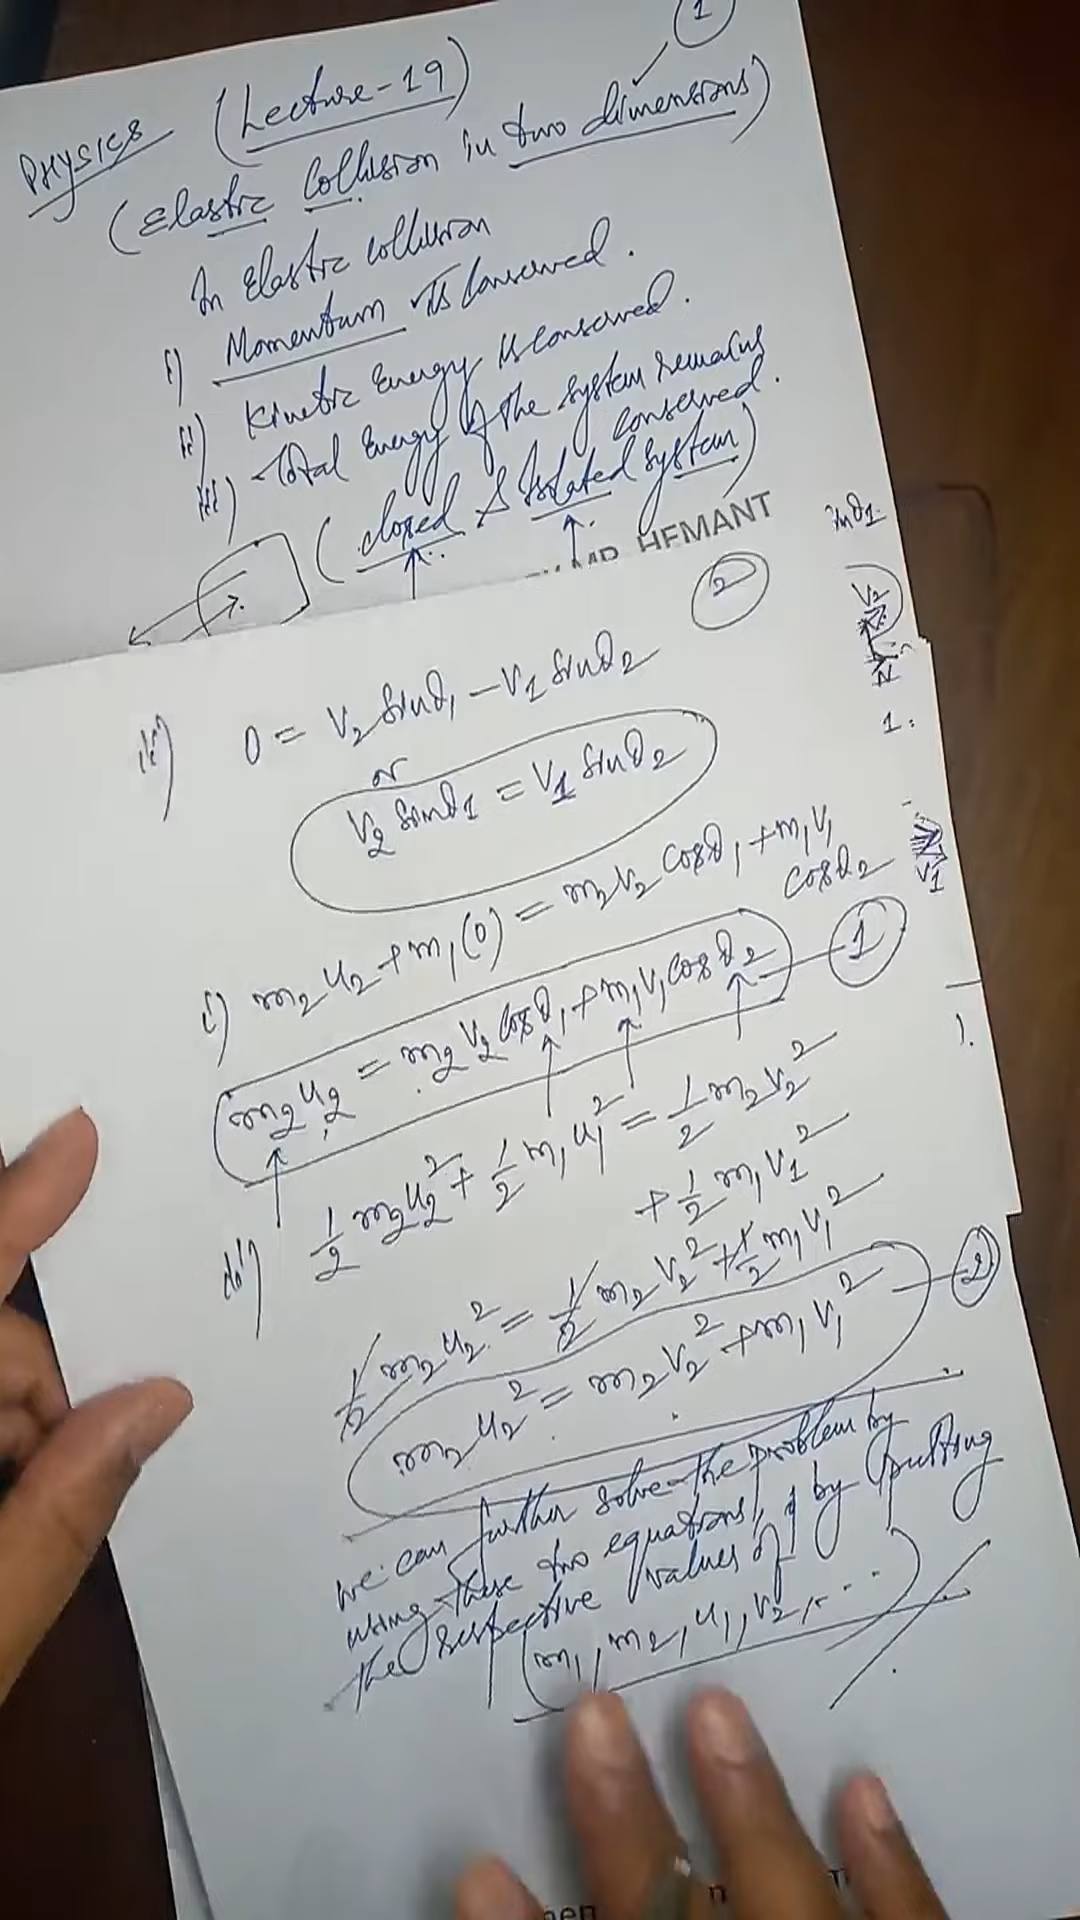 1
Physics (Lecture-19)
(Elastic Collision in two dimensions)
In Elastic collision
i) Momentum is Conserved.
ii) Kinetic Energy is conserved.
iii) Total Energy of the system remains
conserved.
(closed & Isolated system)
HEMANT
2
ii) 0 = V₂ Sinθ₁ - V₁ Sinθ₂
or
V₂ Sinθ₁ = V₁ Sinθ₂
i) m₂u₂ + m₁(0) = m₂V₂ Cosθ₁ + m₁V₁
Cosθ₂
m₂u₂ = m₂V₂ Cosθ₁ + m₁V₁ Cosθ₂ — 1
iii) ½ m₂u₂² + ½ m₁u₁² = ½ m₂V₂²
+ ½ m₁V₁²
½ m₂u₂² = ½ m₂V₂² + ½ m₁V₁²
m₂u₂² = m₂V₂² + m₁V₁² — 2
we can further solve the problem by
using these two equations, & by putting
the respective values of
(m₁, m₂, u₁, V₂, ...)
inθ₁
V₂
1.
V₁